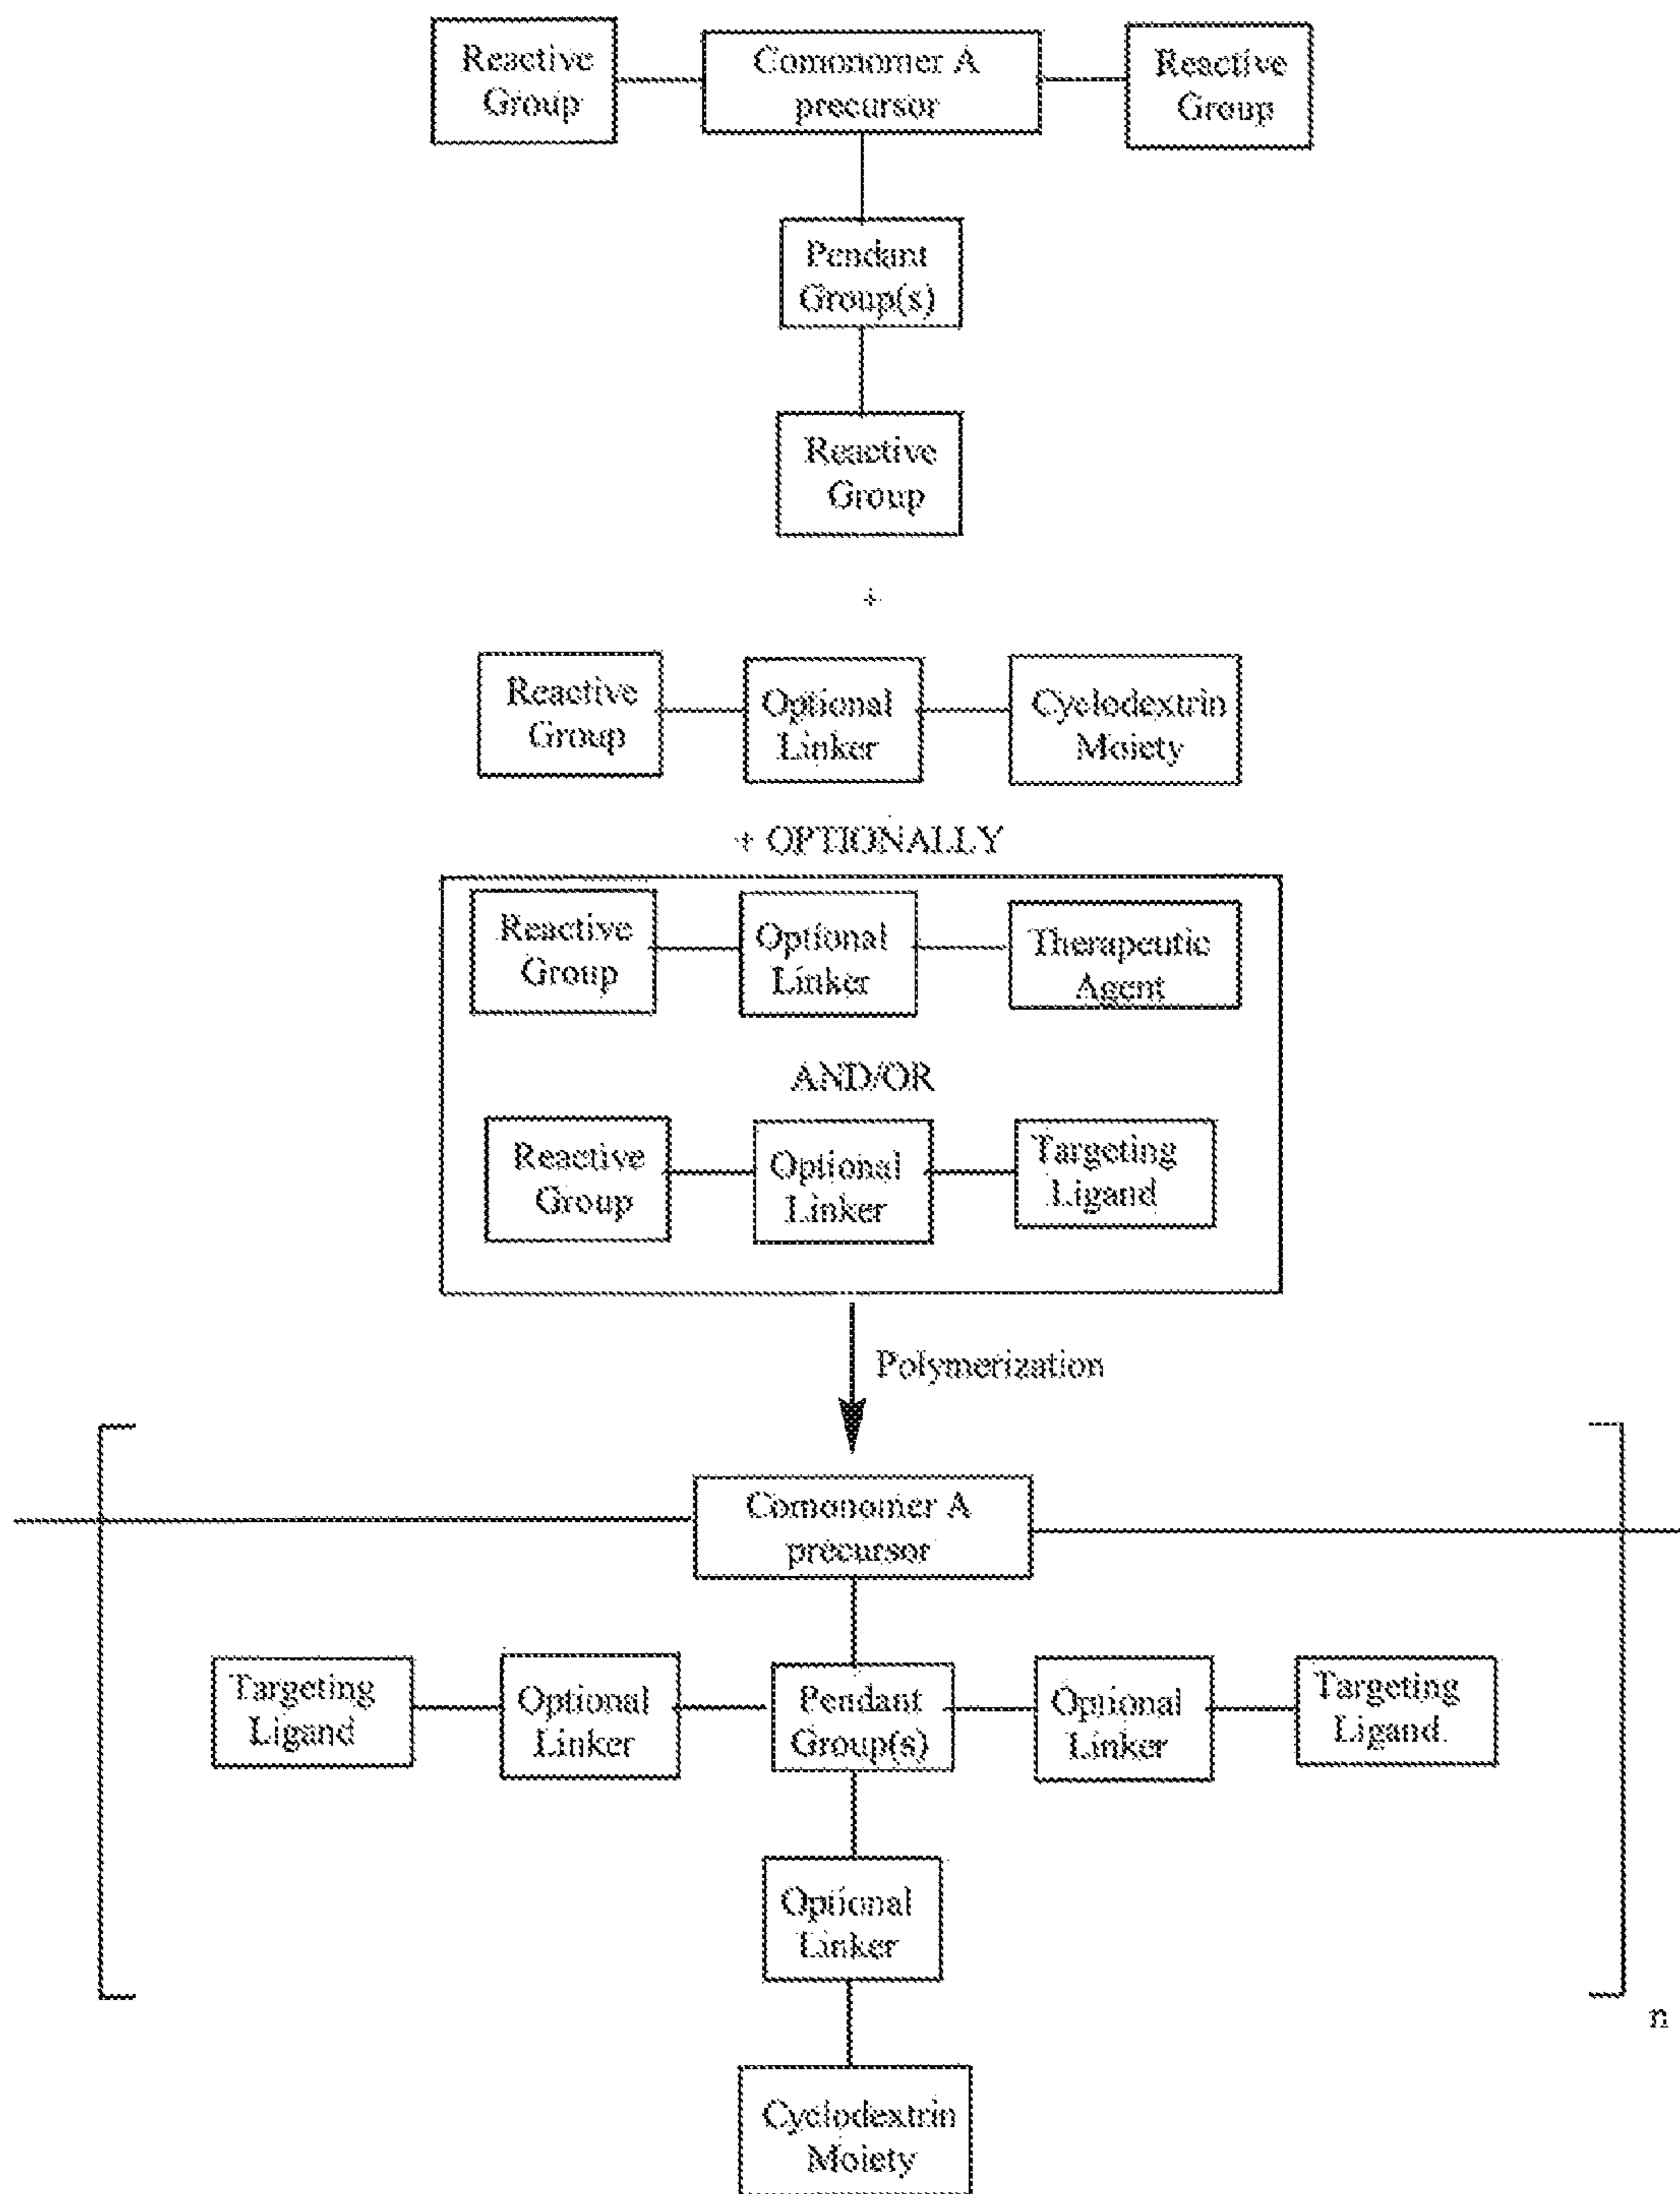 Reactive
Group
Comonomer A
precursor
Reactive
Group
Pendant
Group(s)
Reactive
Group
+
Reactive
Group
Optional
Linker
Cyclodextrin
Moiety
+ OPTIONALLY
Reactive
Group
Optional
Linker
Therapeutic
Agent
AND/OR
Reactive
Group
Optional
Linker
Targeting
Ligand
Polymerization
Comonomer A
precursor
Targeting
Ligand
Optional
Linker
Pendant
Group(s)
Optional
Linker
Targeting
Ligand
Optional
Linker
n
Cyclodextrin
Moiety